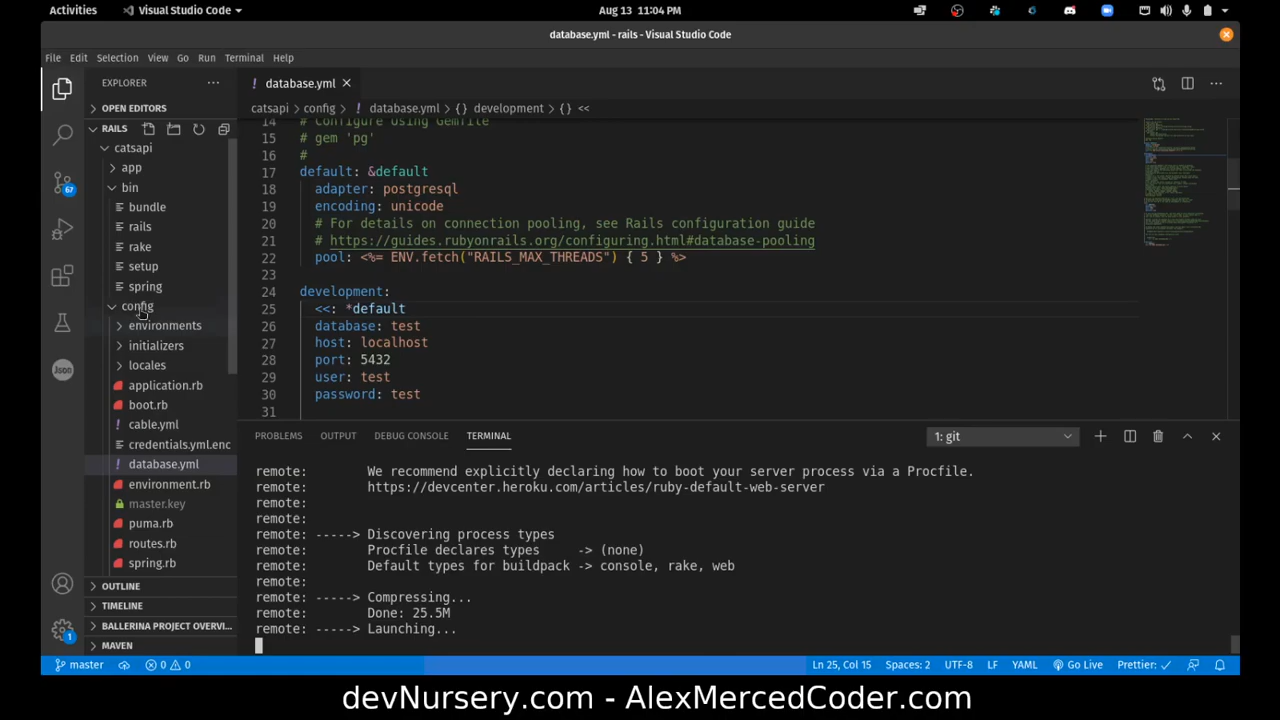 Activities
Visual Studio Code
Aug 13 11:04 PM
database.yml - rails - Visual Studio Code
File Edit Selection View Go Run Terminal Help
EXPLORER
OPEN EDITORS
RAILS
catsapi
app
bin
bundle
rails
rake
setup
spring
config
environments
initializers
locales
application.rb
boot.rb
cable.yml
credentials.yml.enc
database.yml
environment.rb
master.key
puma.rb
routes.rb
spring.rb
OUTLINE
TIMELINE
BALLERINA PROJECT OVERVI...
MAVEN
67
JSON
1
! database.yml
catsapi > config > ! database.yml > {} development > {} <<
14 # Configure Using Gemfile
15 # gem 'pg'
16 #
17 default: &default
18 adapter: postgresql
19 encoding: unicode
20 # For details on connection pooling, see Rails configuration guide
21 # https://guides.rubyonrails.org/configuring.html#database-pooling
22 pool: <%= ENV.fetch("RAILS_MAX_THREADS") { 5 } %>
23
24 development:
25 <<: *default
26 database: test
27 host: localhost
28 port: 5432
29 user: test
30 password: test
31
PROBLEMS OUTPUT DEBUG CONSOLE TERMINAL
1: git
remote: We recommend explicitly declaring how to boot your server process via a Procfile.
remote: https://devcenter.heroku.com/articles/ruby-default-web-server
remote:
remote:
remote: -----> Discovering process types
remote: Procfile declares types -> (none)
remote: Default types for buildpack -> console, rake, web
remote:
remote: -----> Compressing...
remote: Done: 25.5M
remote: -----> Launching...
master
0 0
Ln 25, Col 15 Spaces: 2 UTF-8 LF YAML Go Live Prettier: ✓
devNursery.com - AlexMercedCoder.com